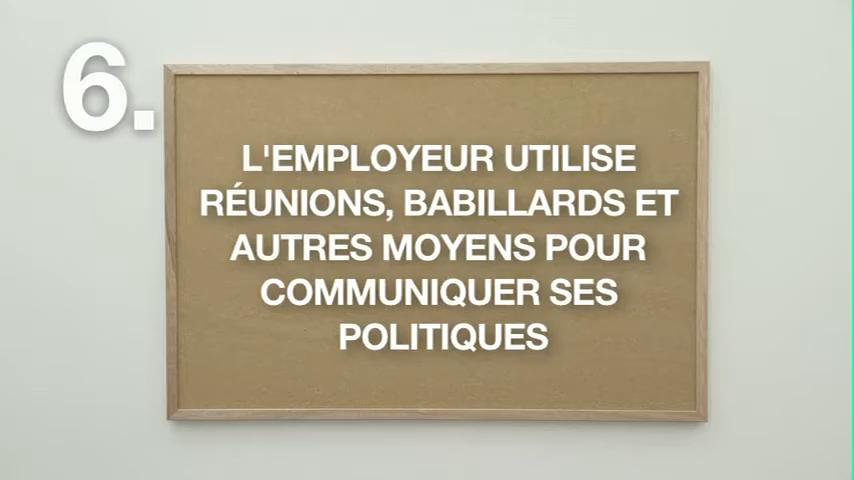 6.
L'EMPLOYEUR UTILISE
RÉUNIONS, BABILLARDS ET
AUTRES MOYENS POUR
COMMUNIQUER SES
POLITIQUES